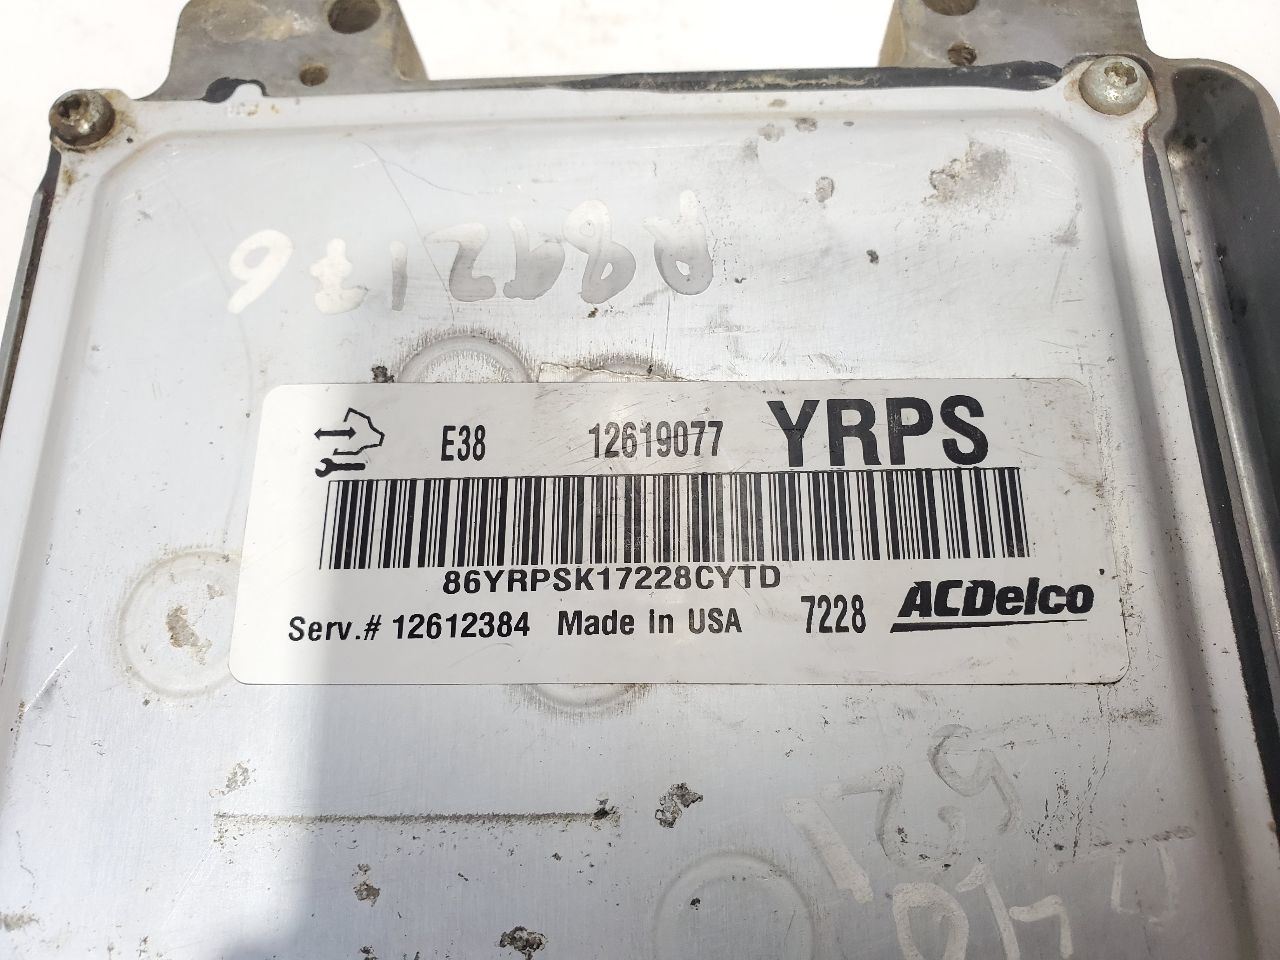 E38 12619077 YRPS
86YRPSK17228CYTD
Serv.# 12612384 Made in USA 7228 ACDelco